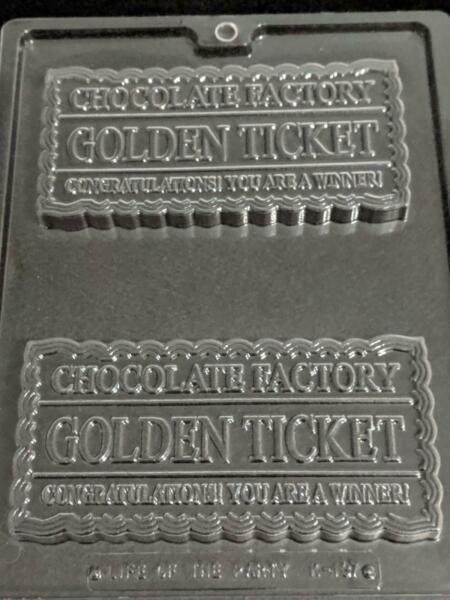 CHOCOLATE FACTORY
GOLDEN TICKET
CONGRATULATIONS! YOU ARE A WINNER!
CHOCOLATE FACTORY
GOLDEN TICKET
CONGRATULATIONS! YOU ARE A WINNER!
LIFE OF THE PARTY